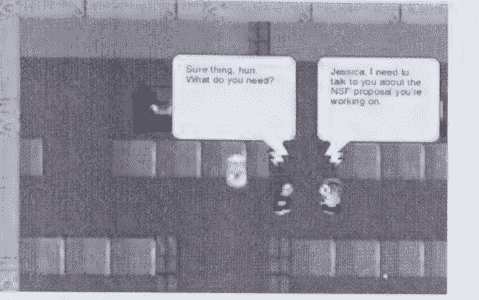 Sure thing, hun.
What do you need?
Jessica, I need to
talk to you about the
NSF proposal you're
working on.